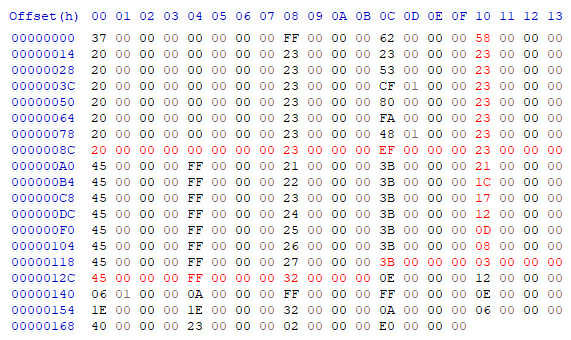 Offset(h) 00 01 02 03 04 05 06 07 08 09 0A 0B 0C 0D 0E 0F 10 11 12 13
00000000 37 00 00 00 00 00 00 00 FF 00 00 00 62 00 00 00 58 00 00 00
00000014 20 00 00 00 00 00 00 00 23 00 00 00 23 00 00 00 23 00 00 00
00000028 20 00 00 00 00 00 00 00 23 00 00 00 53 00 00 00 23 00 00 00
0000003C 20 00 00 00 00 00 00 00 23 00 00 00 CF 01 00 00 23 00 00 00
00000050 20 00 00 00 00 00 00 00 23 00 00 00 80 00 00 00 23 00 00 00
00000064 20 00 00 00 00 00 00 00 23 00 00 00 FA 00 00 00 23 00 00 00
00000078 20 00 00 00 00 00 00 00 23 00 00 00 48 01 00 00 23 00 00 00
0000008C 20 00 00 00 00 00 00 00 23 00 00 00 EF 00 00 00 23 00 00 00
000000A0 45 00 00 00 FF 00 00 00 21 00 00 00 3B 00 00 00 21 00 00 00
000000B4 45 00 00 00 FF 00 00 00 22 00 00 00 3B 00 00 00 1C 00 00 00
000000C8 45 00 00 00 FF 00 00 00 23 00 00 00 3B 00 00 00 17 00 00 00
000000DC 45 00 00 00 FF 00 00 00 24 00 00 00 3B 00 00 00 12 00 00 00
000000F0 45 00 00 00 FF 00 00 00 25 00 00 00 3B 00 00 00 0D 00 00 00
00000104 45 00 00 00 FF 00 00 00 26 00 00 00 3B 00 00 00 08 00 00 00
00000118 45 00 00 00 FF 00 00 00 27 00 00 00 3B 00 00 00 03 00 00 00
0000012C 45 00 00 00 FF 00 00 00 32 00 00 00 0E 00 00 00 12 00 00 00
00000140 06 01 00 00 0A 00 00 00 FF 00 00 00 FF 00 00 00 0E 00 00 00
00000154 1E 00 00 00 1E 00 00 00 32 00 00 00 0A 00 00 00 06 00 00 00
00000168 40 00 00 00 23 00 00 00 02 00 00 00 E0 00 00 00